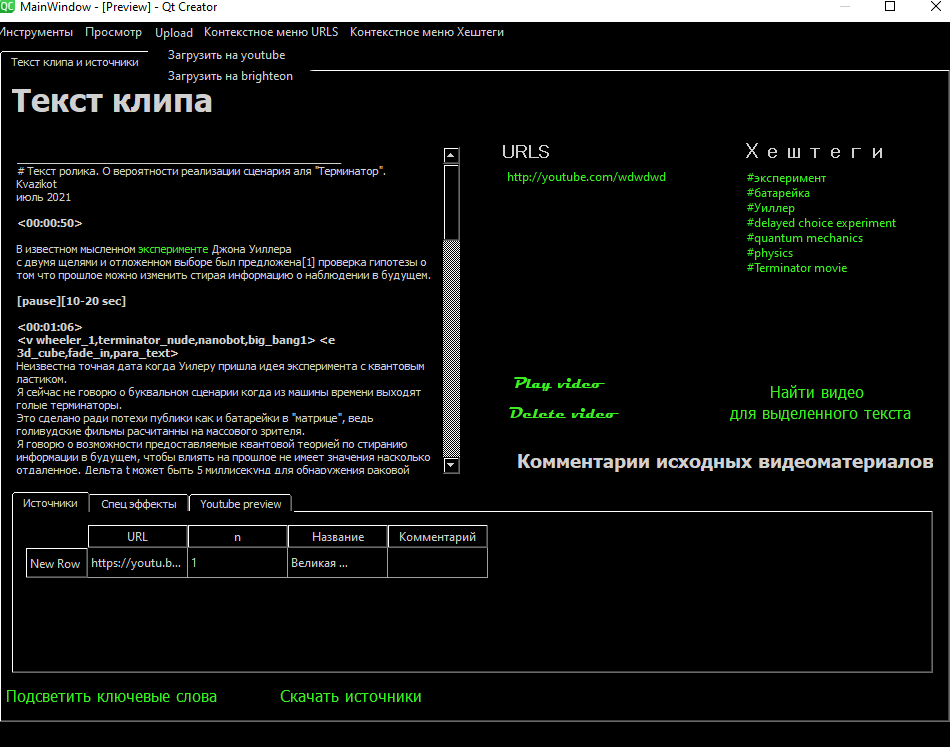 MainWindow - [Preview] - Qt Creator
Инструменты Просмотр Upload Контекстное меню URLS Контекстное меню Хештеги
Загрузить на youtube
Загрузить на brighteon
Текст клипа и источники
Текст клипа
# Текст ролика. О вероятности реализации сценария аля "Терминатор".
Kvazikot
июль 2021
<00:00:50>
В известном мысленном эксперименте Джона Уиллера
с двумя щелями и отложенном выборе был предложена[1] проверка гипотезы о
том что прошлое можно изменить стирая информацию о наблюдении в будущем.
[pause][10-20 sec]
<00:01:06>
<v wheeler_1,terminator_nude,nanobot,big_bang1> <e
3d_cube,fade_in,para_text>
Неизвестна точная дата когда Уилеру пришла идея эксперимента с квантовым
ластиком.
Я сейчас не говорю о буквальном сценарии когда из машины времени выходят
голые терминаторы.
Это сделано ради потехи публики как и батарейки в "матрице", ведь
голивудские фильмы расчитанны на массового зрителя.
Я говорю о возможности предоставляемые квантовой теорией по стиранию
информации в будущем, чтобы влиять на прошлое не имеет значения насколько
отдаленное. Дельта t может быть 5 миллисекунд для обнаружения раковой
URLS
http://youtube.com/wdwdwd
Хештеги
#эксперимент
#батарейка
#Уиллер
#delayed choice experiment
#quantum mechanics
#physics
#Terminator movie
Play video
Delete video
Найти видео
для выделенного текста
Комментарии исходных видеоматериалов
Источники Спец эффекты Youtube preview
URL n Название Комментарий
New Row https://youtu.b... 1 Великая ...
Подсветить ключевые слова Скачать источники